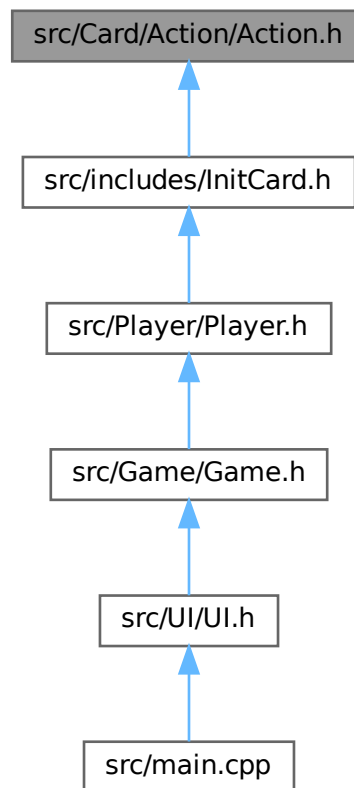 src/Card/Action/Action.h
src/includes/InitCard.h
src/Player/Player.h
src/Game/Game.h
src/UI/UI.h
src/main.cpp